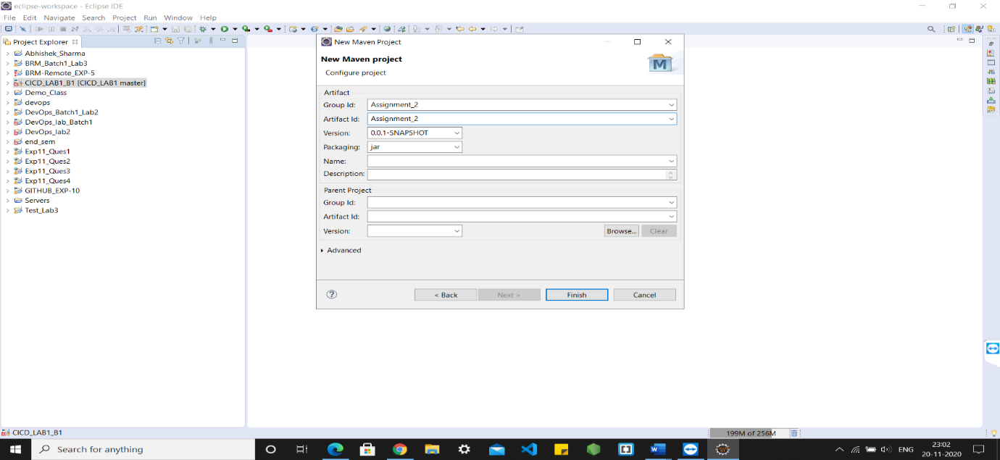 eclipse-workspace - Eclipse IDE
File Edit Navigate Search Project Run Window Help
Project Explorer
Abhishek_Sharma
BRM_Batch1_Lab3
BRM-Remote_EXP-5
CICD_LAB1_B1 [CICD_LAB1 master]
Demo_Class
devops
DevOps_Batch1_Lab2
DevOps_lab_Batch1
DevOps_lab2
end_sem
Exp11_Ques1
Exp11_Ques2
Exp11_Ques3
Exp11_Ques4
GITHUB_EXP-10
Servers
Test_Lab3
New Maven Project
New Maven project
Configure project
M
Artifact
Group Id: Assignment_2
Artifact Id: Assignment_2
Version: 0.0.1-SNAPSHOT
Packaging: jar
Name:
Description:
Parent Project
Group Id:
Artifact Id:
Version: Browse... Clear
Advanced
? < Back Next > Finish Cancel
CICD_LAB1_B1 199M of 256M
Search for anything ENG 23:02
20-11-2020